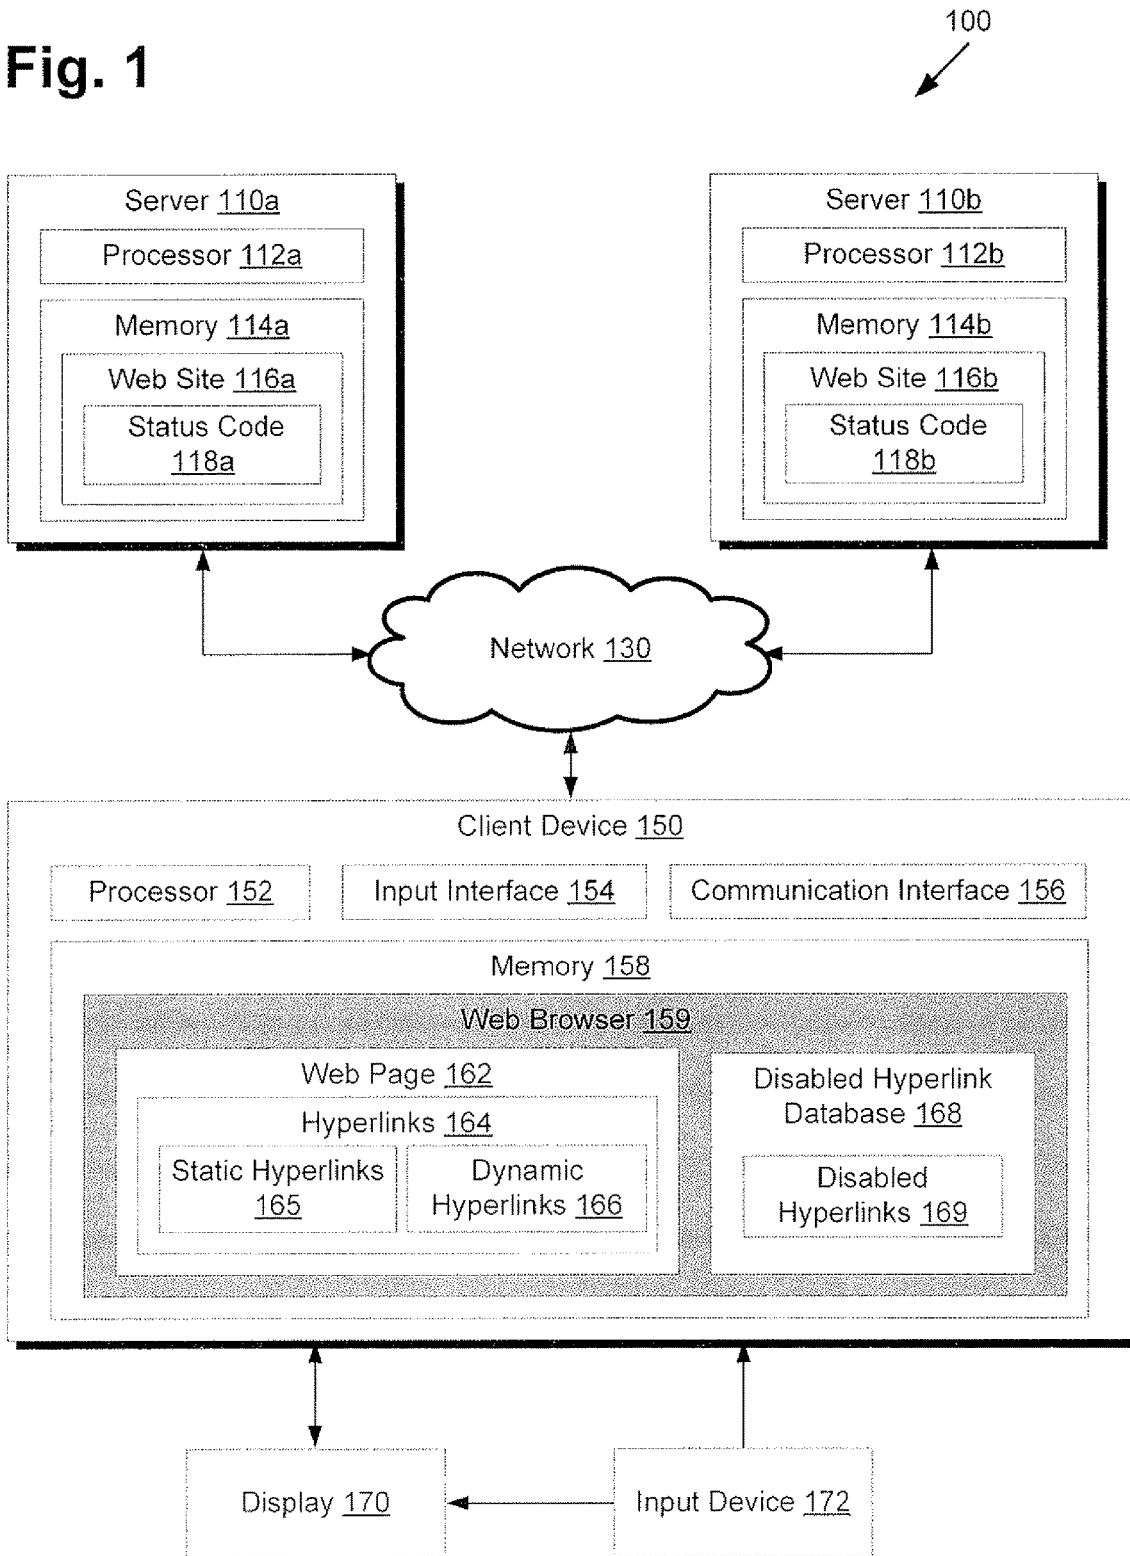 100
Fig. 1
Server 110a
Processor 112a
Memory 114a
Web Site 116a
Status Code
118a
Server 110b
Processor 112b
Memory 114b
Web Site 116b
Status Code
118b
Network 130
Client Device 150
Processor 152
Input Interface 154
Communication Interface 156
Memory 158
Web Browser 159
Web Page 162
Hyperlinks 164
Static Hyperlinks
165
Dynamic
Hyperlinks 166
Disabled Hyperlink
Database 168
Disabled
Hyperlinks 169
Display 170
Input Device 172